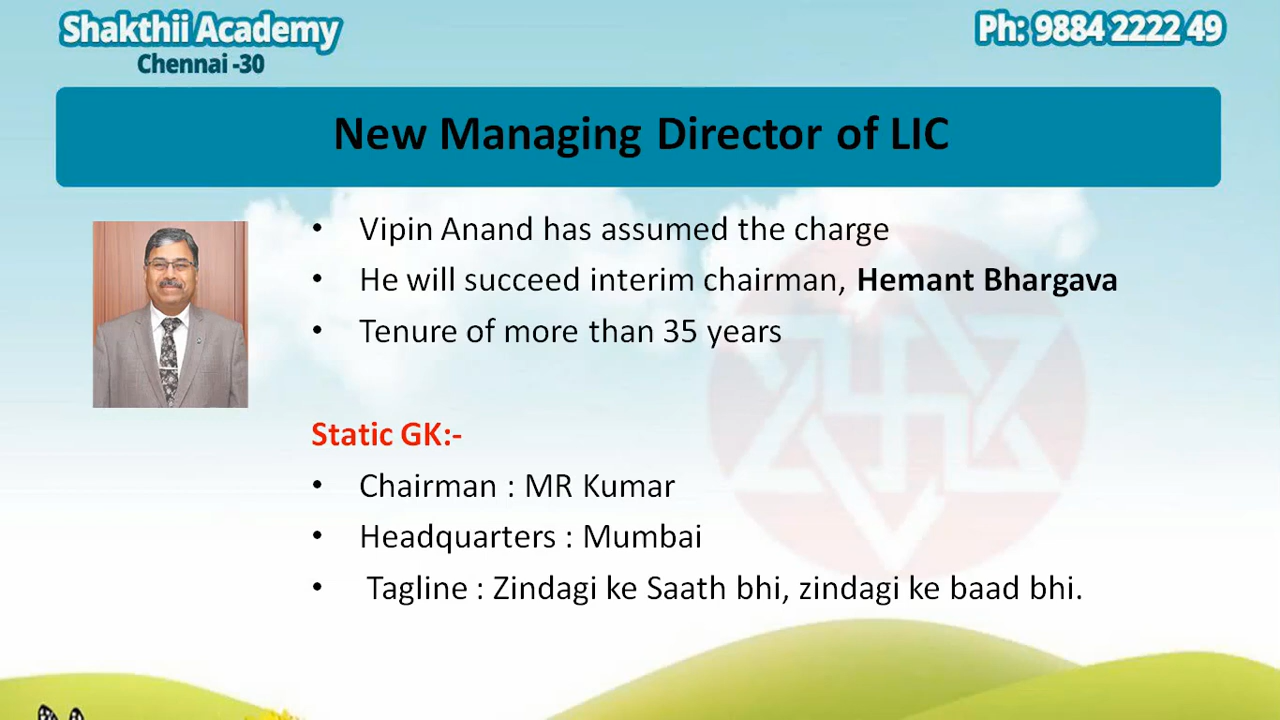 Shakthii Academy
Chennai -30
Ph: 9884 2222 49
New Managing Director of LIC
• Vipin Anand has assumed the charge
• He will succeed interim chairman, Hemant Bhargava
• Tenure of more than 35 years
Static GK:-
• Chairman : MR Kumar
• Headquarters : Mumbai
• Tagline : Zindagi ke Saath bhi, zindagi ke baad bhi.